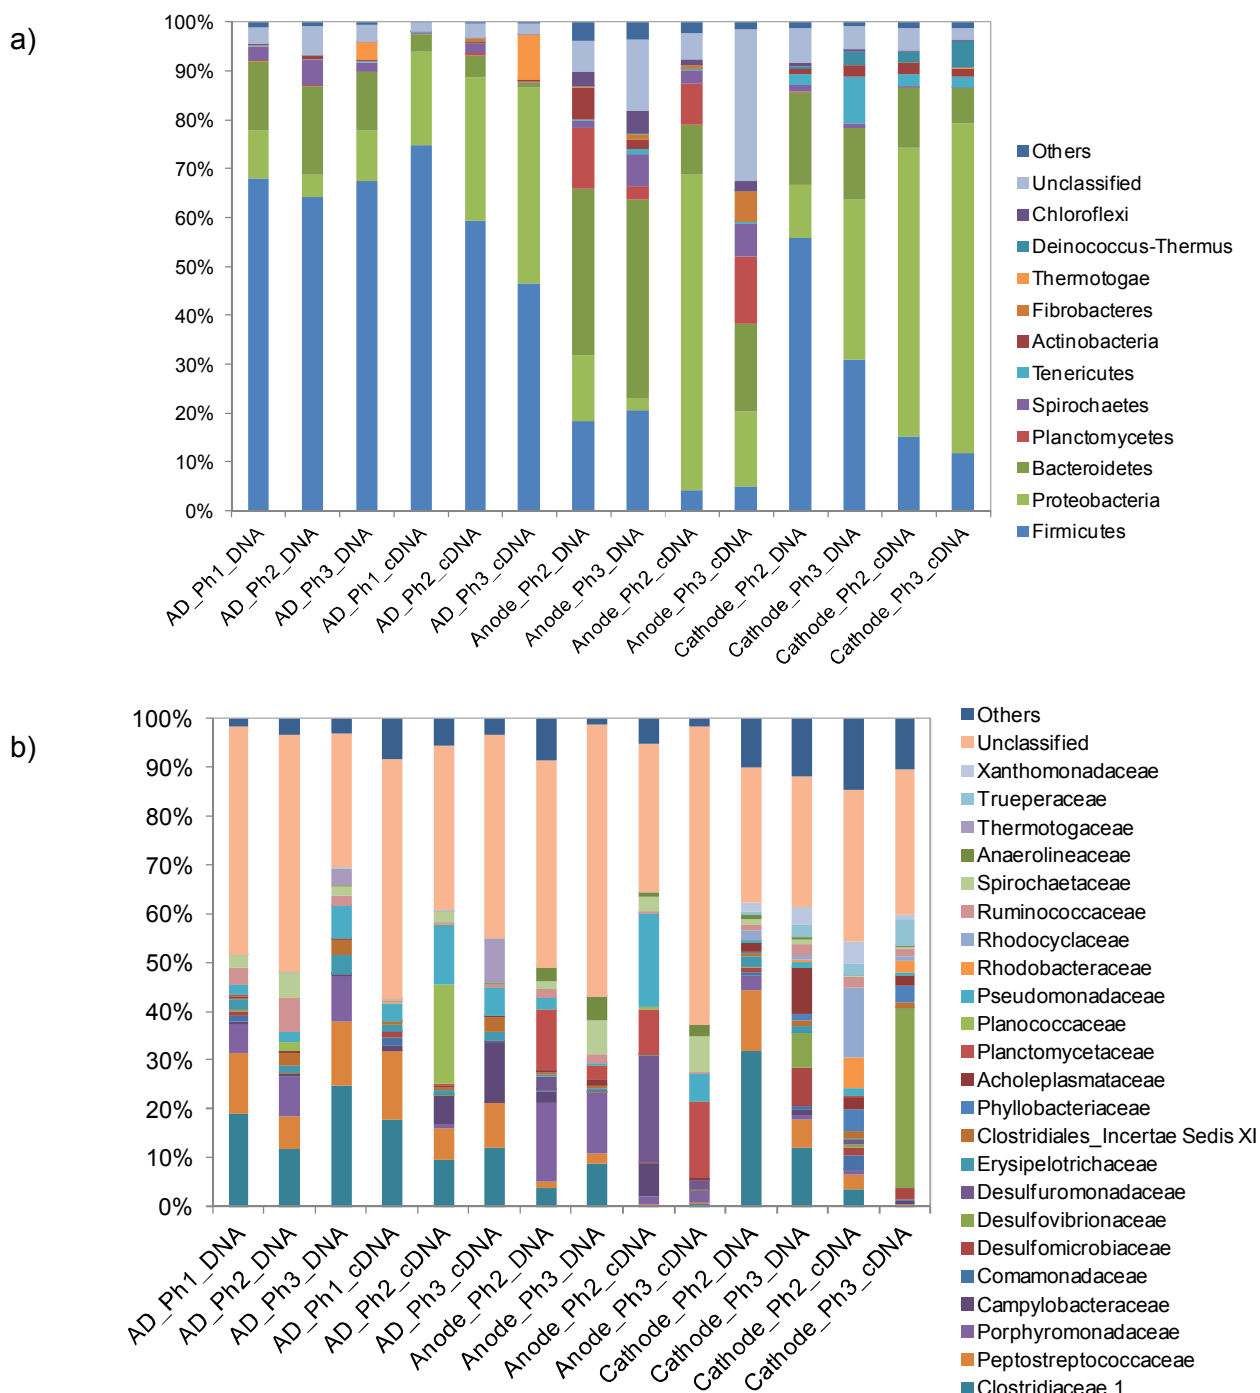 a)
100%
90%
80%
70%
60%
50%
40%
30%
20%
10%
0%
AD_Ph1_DNA
AD_Ph2_DNA
AD_Ph3_DNA
AD_Ph1_cDNA
AD_Ph2_cDNA
AD_Ph3_cDNA
Anode_Ph2_DNA
Anode_Ph3_DNA
Anode_Ph2_cDNA
Anode_Ph3_cDNA
Cathode_Ph2_DNA
Cathode_Ph3_DNA
Cathode_Ph2_cDNA
Cathode_Ph3_cDNA
Others
Unclassified
Chloroflexi
Deinococcus-Thermus
Thermotogae
Fibrobacteres
Actinobacteria
Tenericutes
Spirochaetes
Planctomycetes
Bacteroidetes
Proteobacteria
Firmicutes
b)
100%
90%
80%
70%
60%
50%
40%
30%
20%
10%
0%
AD_Ph1_DNA
AD_Ph2_DNA
AD_Ph3_DNA
AD_Ph1_cDNA
AD_Ph2_cDNA
AD_Ph3_cDNA
Anode_Ph2_DNA
Anode_Ph3_DNA
Anode_Ph2_cDNA
Anode_Ph3_cDNA
Cathode_Ph2_DNA
Cathode_Ph3_DNA
Cathode_Ph2_cDNA
Cathode_Ph3_cDNA
Others
Unclassified
Xanthomonadaceae
Trueperaceae
Thermotogaceae
Anaerolineaceae
Spirochaetaceae
Ruminococcaceae
Rhodocyclaceae
Rhodobacteraceae
Pseudomonadaceae
Planococcaceae
Planctomycetaceae
Acholeplasmataceae
Phyllobacteriaceae
Clostridiales_Incertae Sedis XI
Erysipelotrichaceae
Desulfuromonadaceae
Desulfovibrionaceae
Desulfomicrobiaceae
Comamonadaceae
Campylobacteraceae
Porphyromonadaceae
Peptostreptococcaceae
Clostridiaceae 1